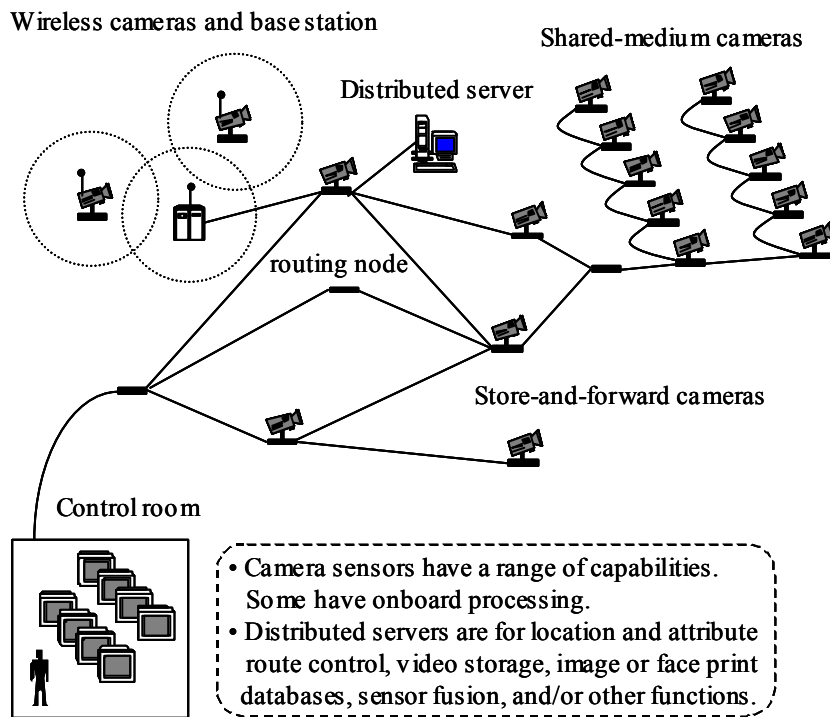 Wireless cameras and base station
Shared-medium cameras
Distributed server
routing node
Store-and-forward cameras
Control room
• Camera sensors have a range of capabilities.
Some have onboard processing.
• Distributed servers are for location and attribute
route control, video storage, image or face print
databases, sensor fusion, and/or other functions.